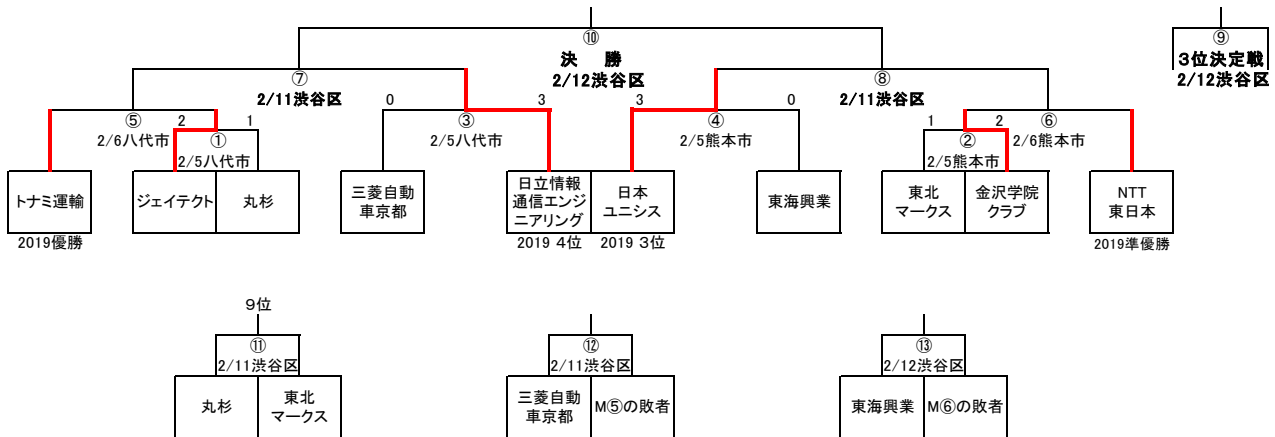 ⑩
決 勝
2/12渋谷区
⑨
3位決定戦
2/12渋谷区
⑦
2/11渋谷区
⑧
2/11渋谷区
0
3
3
0
⑤
2/6八代市
2
1
①
2/5八代市
③
2/5八代市
④
2/5熊本市
1
2
②
2/5熊本市
⑥
2/6熊本市
トナミ運輸
ジェイテクト
丸杉
三菱自動
車京都
日立情報
通信エンジ
ニアリング
日本
ユニシス
東海興業
東北
マークス
金沢学院
クラブ
NTT
東日本
2019優勝
2019 4位
2019 3位
2019準優勝
9位
⑪
2/11渋谷区
⑫
2/11渋谷区
⑬
2/12渋谷区
丸杉
東北
マークス
三菱自動
車京都
M⑤の敗者
東海興業
M⑥の敗者